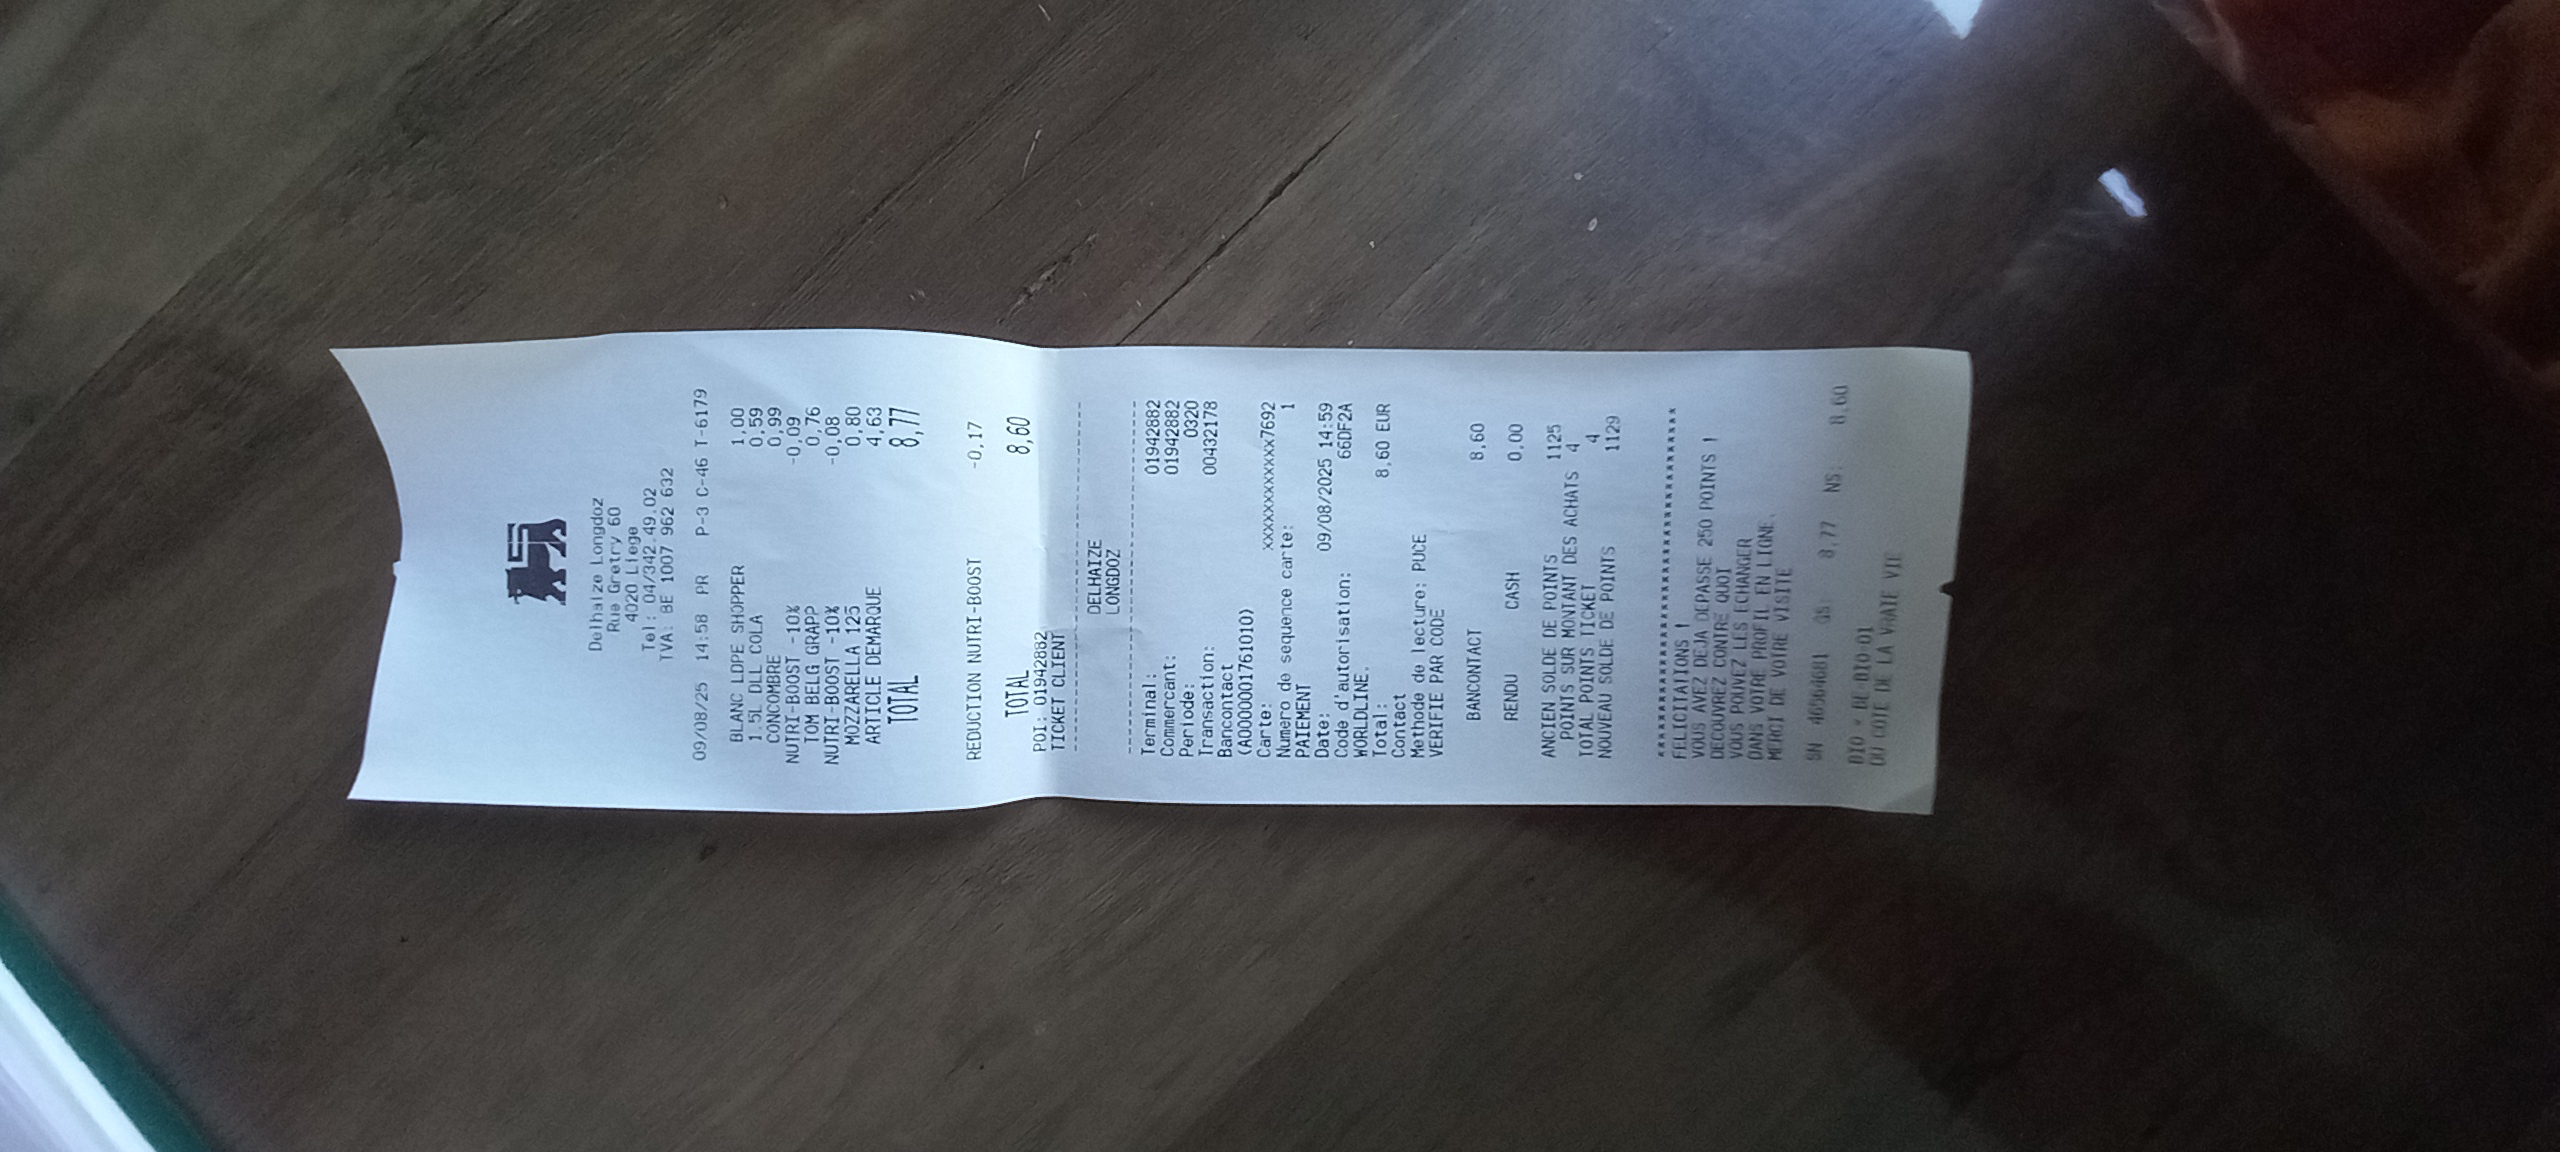 Delhaize Longdoz
Rue Gretry 60
4020 Liege
Tel: 04/342.49.02
TVA: BE 1007 962 632
09/08/25 14:58 PR P-3 C-46 T-6179
BLANC LDPE SHOPPER 1,00
1.5L DLL COLA 0,59
CONCOMBRE 0,99
NUTRI-BOOST -10% -0,09
TOM BELG GRAPP 0,76
NUTRI-BOOST -10% -0,08
MOZZARELLA 125 0,80
ARTICLE DEMARQUE 4,63
TOTAL 8,77
REDUCTION NUTRI-BOOST -0,17
TOTAL 8,60
POI: 01942882
TICKET CLIENT
DELHAIZE
LONGDOZ
Terminal: 01942882
Commercant: 01942882
Periode: 0320
Transaction: 00432178
Bancontact
(A0000001761010)
Carte: xxxxxxxxxxxxx7692
Numero de sequence carte: 1
PAIEMENT
Date: 09/08/2025 14:59
Code d'autorisation: 66DF2A
WORLDLINE.
Total: 8,60 EUR
Contact
Methode de lecture: PUCE
VERIFIE PAR CODE
BANCONTACT 8,60
RENDU CASH 0,00
ANCIEN SOLDE DE POINTS 1125
POINTS SUR MONTANT DES ACHATS 4
TOTAL POINTS TICKET 4
NOUVEAU SOLDE DE POINTS 1129
FELICITATIONS !
VOUS AVEZ DEJA DEPASSE 250 POINTS !
DECOUVREZ CONTRE QUOI
VOUS POUVEZ LES ECHANGER
DANS VOTRE PROFIL EN LIGNE.
MERCI DE VOTRE VISITE
SN QS: 8,77 NS: 8,60
BIO * BE-BIO-01
DU COTE DE LA VRAIE VIE